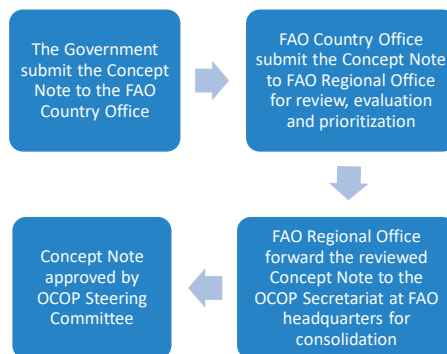 The Government
submit the Concept
Note to the FAO
Country Office
FAO Country Office
submit the Concept Note
to FAO Regional Office
for review, evaluation
and prioritization
FAO Regional Office
forward the reviewed
Concept Note to the
OCOP Secretariat at FAO
headquarters for
consolidation
Concept Note
approved by
OCOP Steering
Committee